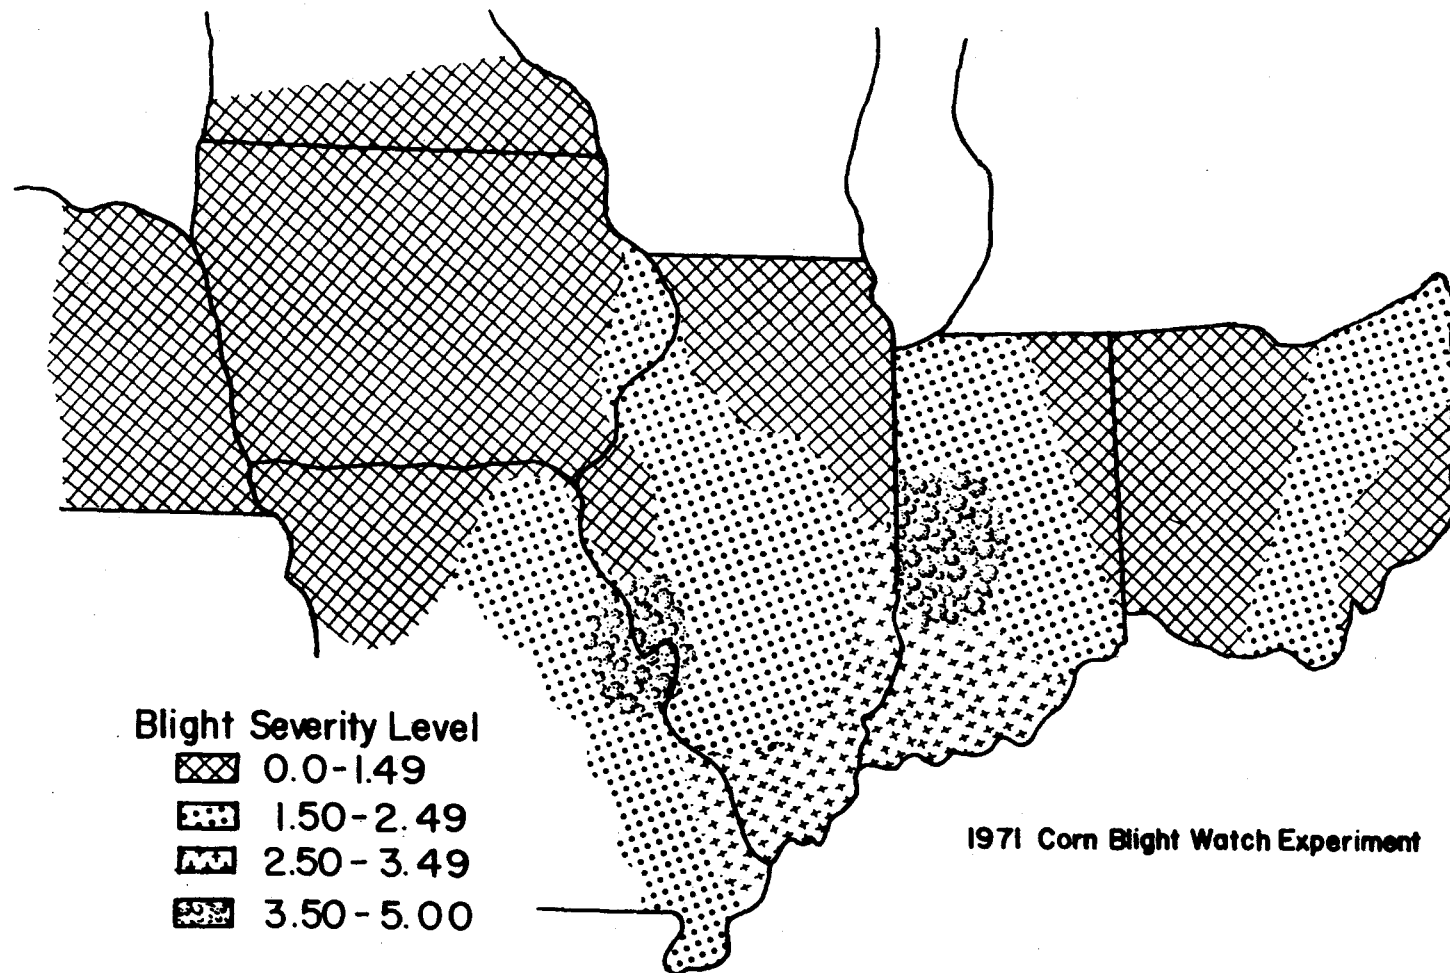 Blight Severity Level
0.0-1.49
1.50-2.49
2.50-3.49
3.50-5.00
1971 Corn Blight Watch Experiment